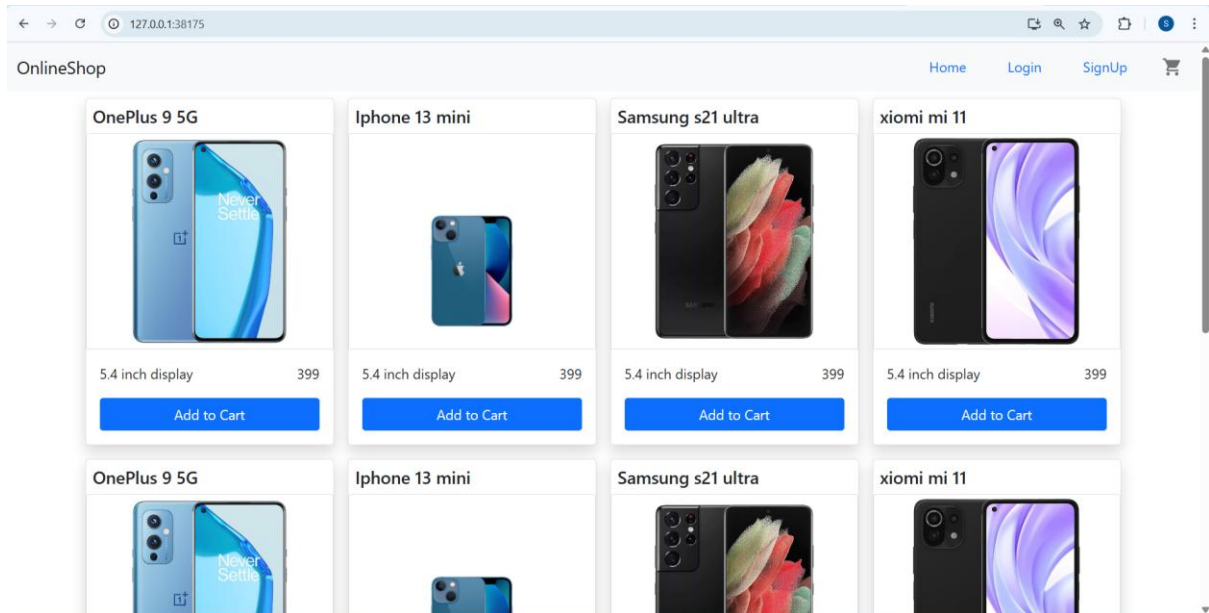 127.0.0.1:38175
S
OnlineShop Home Login SignUp
OnePlus 9 5G Iphone 13 mini Samsung s21 ultra xiomi mi 11
Never
Settle
5.4 inch display 399 5.4 inch display 399 5.4 inch display 399 5.4 inch display 399
Add to Cart Add to Cart Add to Cart Add to Cart
OnePlus 9 5G Iphone 13 mini Samsung s21 ultra xiomi mi 11
Never
Settle